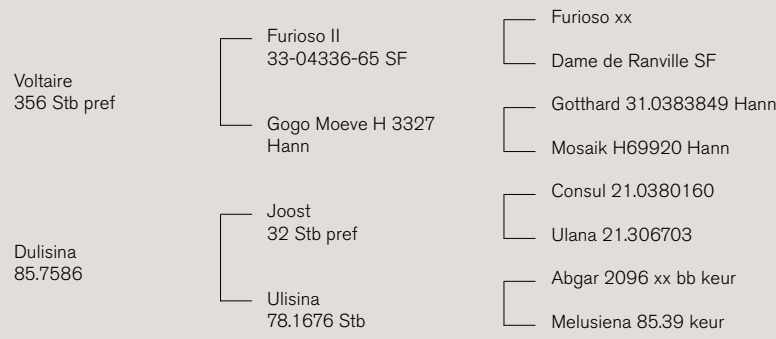 Voltaire
356 Stb pref
Furioso II
33-04336-65 SF
Furioso xx
Dame de Ranville SF
Gogo Moeve H 3327
Hann
Gotthard 31.0383849 Hann
Mosaik H69920 Hann
Dulisina
85.7586
Joost
32 Stb pref
Consul 21.0380160
Ulana 21.306703
Ulisina
78.1676 Stb
Abgar 2096 xx bb keur
Melusiena 85.39 keur